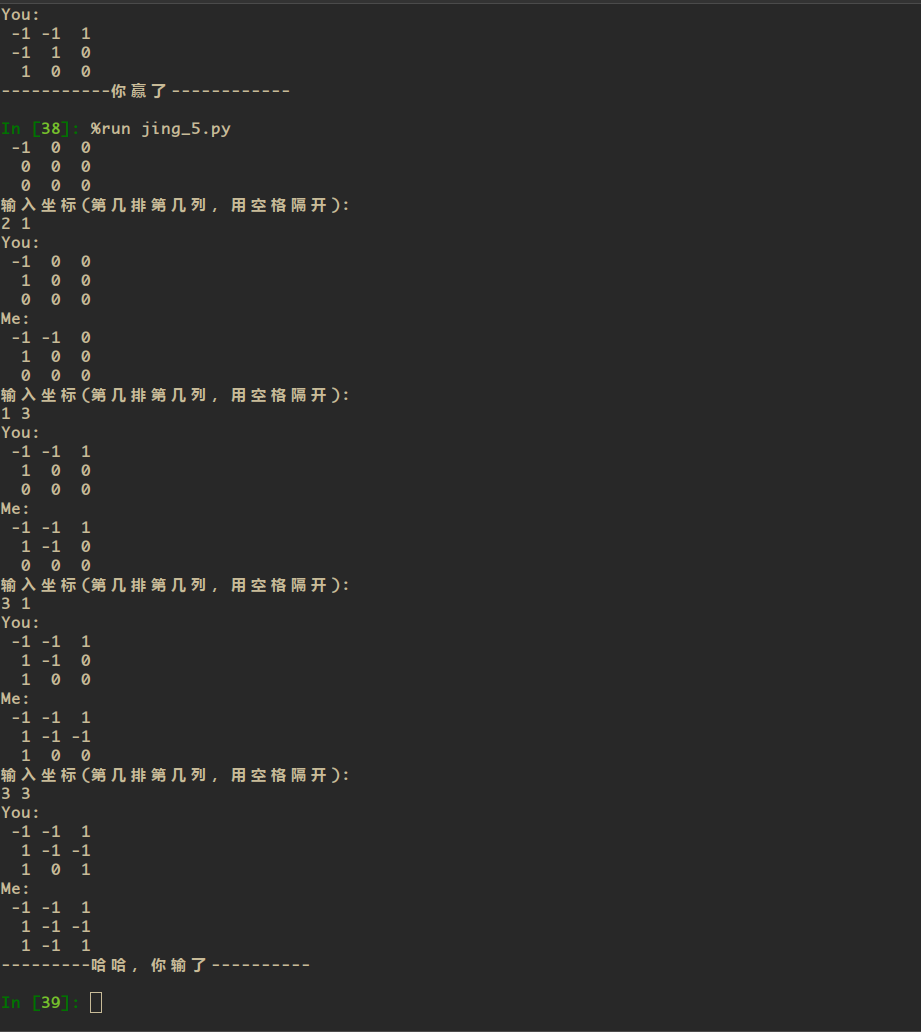 You:
 -1 -1  1
 -1  1  0
  1  0  0
-----------你赢了------------
In [38]: %run jing_5.py
 -1  0  0
  0  0  0
  0  0  0
输入坐标(第几排第几列, 用空格隔开):
2 1
You:
 -1  0  0
  1  0  0
  0  0  0
Me:
 -1 -1  0
  1  0  0
  0  0  0
输入坐标(第几排第几列, 用空格隔开):
1 3
You:
 -1 -1  1
  1  0  0
  0  0  0
Me:
 -1 -1  1
  1 -1  0
  0  0  0
输入坐标(第几排第几列, 用空格隔开):
3 1
You:
 -1 -1  1
  1 -1  0
  1  0  0
Me:
 -1 -1  1
  1 -1 -1
  1  0  0
输入坐标(第几排第几列, 用空格隔开):
3 3
You:
 -1 -1  1
  1 -1 -1
  1  0  1
Me:
 -1 -1  1
  1 -1 -1
  1 -1  1
---------哈哈, 你输了----------
In [39]: